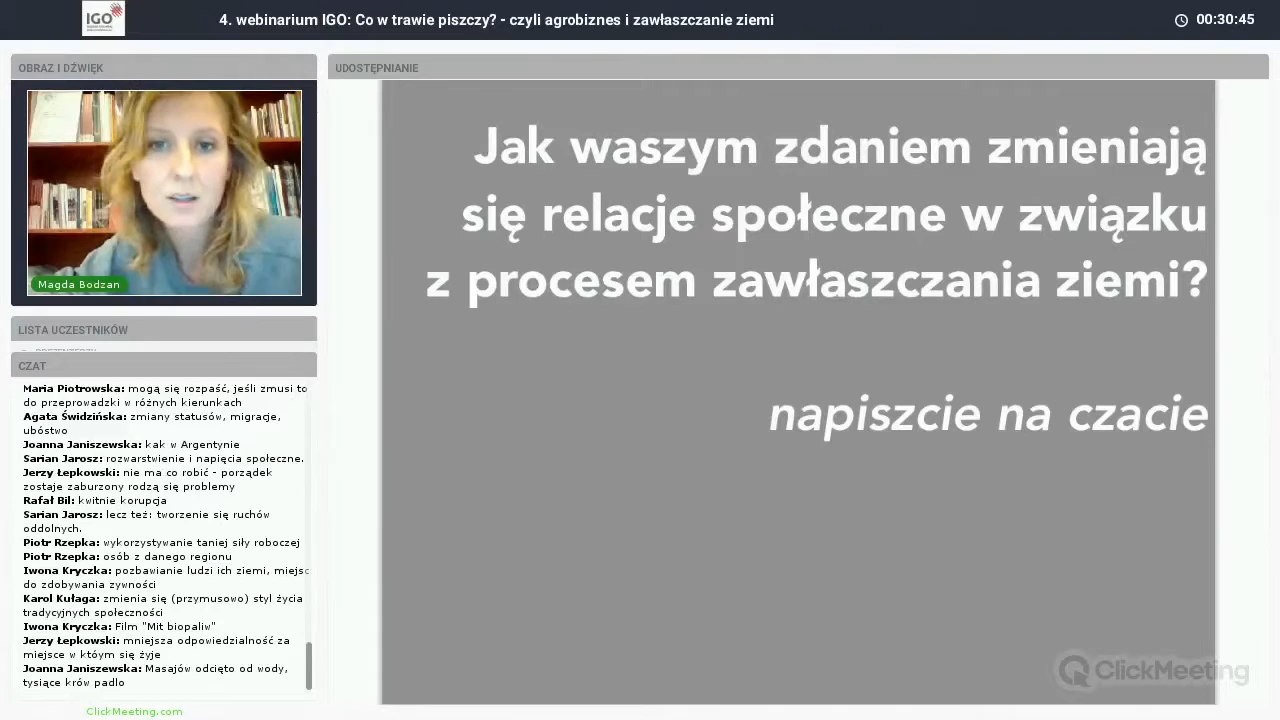 IGO
4. webinarium IGO: Co w trawie piszczy? - czyli agrobiznes i zawłaszczanie ziemi
00:30:45
OBRAZ I DŹWIĘK
Magda Bodzan
LISTA UCZESTNIKÓW
CZAT
Maria Piotrowska: mogą się rozpaść, jeśli zmusi to
do przeprowadzki w różnych kierunkach
Agata Świdzińska: zmiany statusów, migracje,
ubóstwo
Joanna Janiszewska: kak w Argentynie
Sarian Jarosz: rozwarstwienie i napięcia społeczne.
Jerzy Łepkowski: nie ma co robić - porządek
zostaje zaburzony rodzą się problemy
Rafał Bil: kwitnie korupcja
Sarian Jarosz: lecz też: tworzenie się ruchów
oddolnych.
Piotr Rzepka: wykorzystywanie taniej siły roboczej
Piotr Rzepka: osób z danego regionu
Iwona Kryczka: pozbawianie ludzi ich ziemi, miejsc
do zdobywania zywności
Karol Kułaga: zmienia się (przymusowo) styl życia
tradycyjnych społeczności
Iwona Kryczka: Film "Mit biopaliw"
Jerzy Łepkowski: mniejsza odpowiedzialność za
miejsce w któym się żyje
Joanna Janiszewska: Masajów odcięto od wody,
tysiące krów padlo
ClickMeeting.com
UDOSTĘPNIANIE
Jak waszym zdaniem zmieniają
się relacje społeczne w związku
z procesem zawłaszczania ziemi?
napiszcie na czacie
ClickMeeting